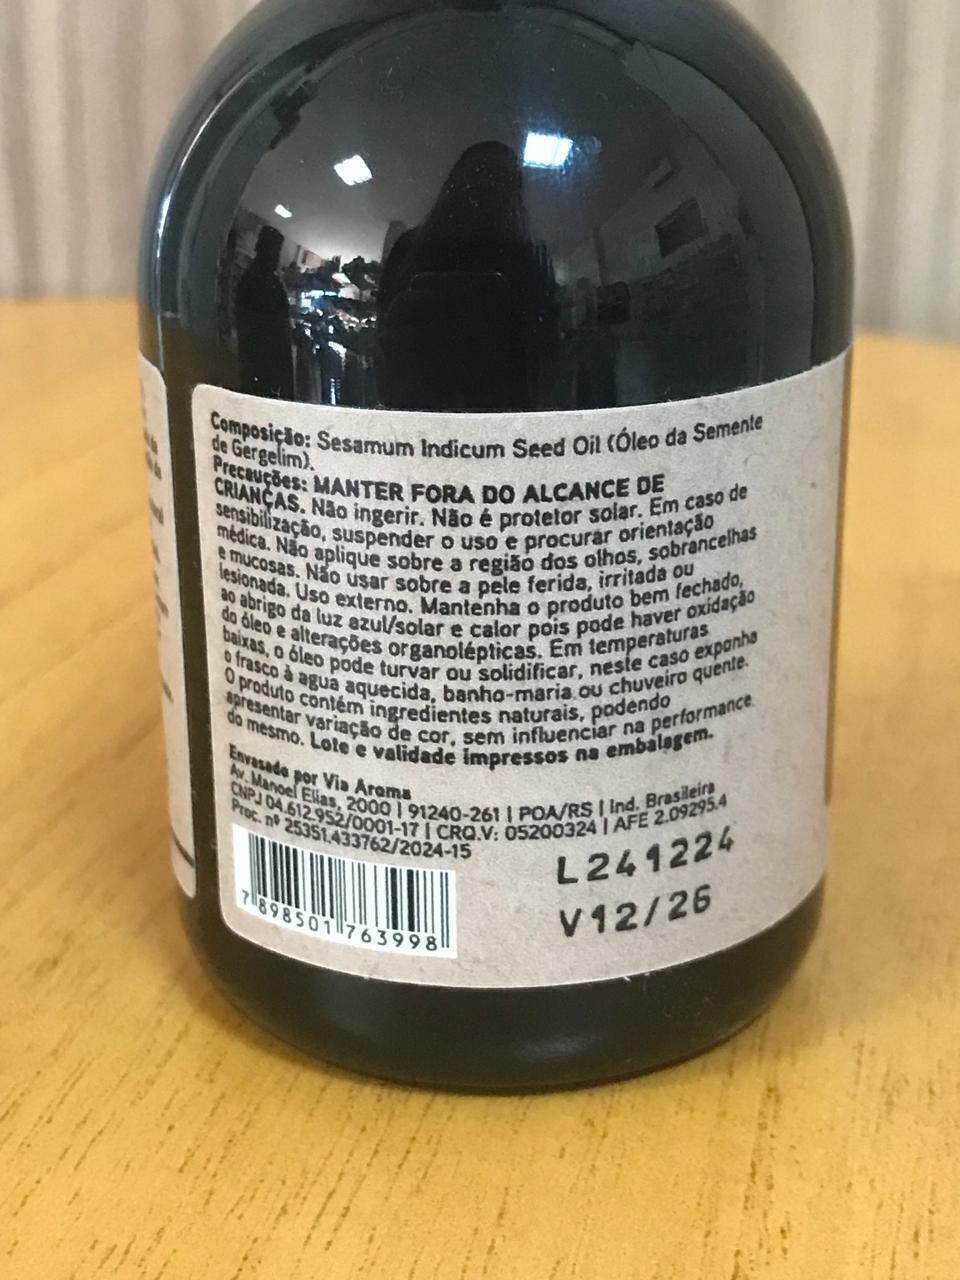 Composição: Sesamum Indicum Seed Oil (Óleo da Semente
de Gergelim).
Precauções: MANTER FORA DO ALCANCE DE
CRIANÇAS. Não ingerir. Não é protetor solar. Em caso de
sensibilização, suspender o uso e procurar orientação
médica. Não aplique sobre a região dos olhos, sobrancelhas
e mucosas. Não usar sobre a pele ferida, irritada ou
lesionada. Uso externo. Mantenha o produto bem fechado,
ao abrigo da luz azul/solar e calor pois pode haver oxidação
do óleo e alterações organolépticas. Em temperaturas
baixas, o óleo pode turvar ou solidificar, neste caso exponha
o frasco à agua aquecida, banho-maria ou chuveiro quente.
O produto contém ingredientes naturais, podendo
apresentar variação de cor, sem influenciar na performance
do mesmo. Lote e validade impressos na embalagem.
Envasado por Via Aroma
Av. Manoel Elias, 2000 | 91240-261 | POA/RS | Ind. Brasileira
CNPJ 04.612.952/0001-17 | CRQ.V: 05200324 | AFE 2.09295.4
Proc. nº 25351.433762/2024-15
L241224
V12/26
7 898501 763998